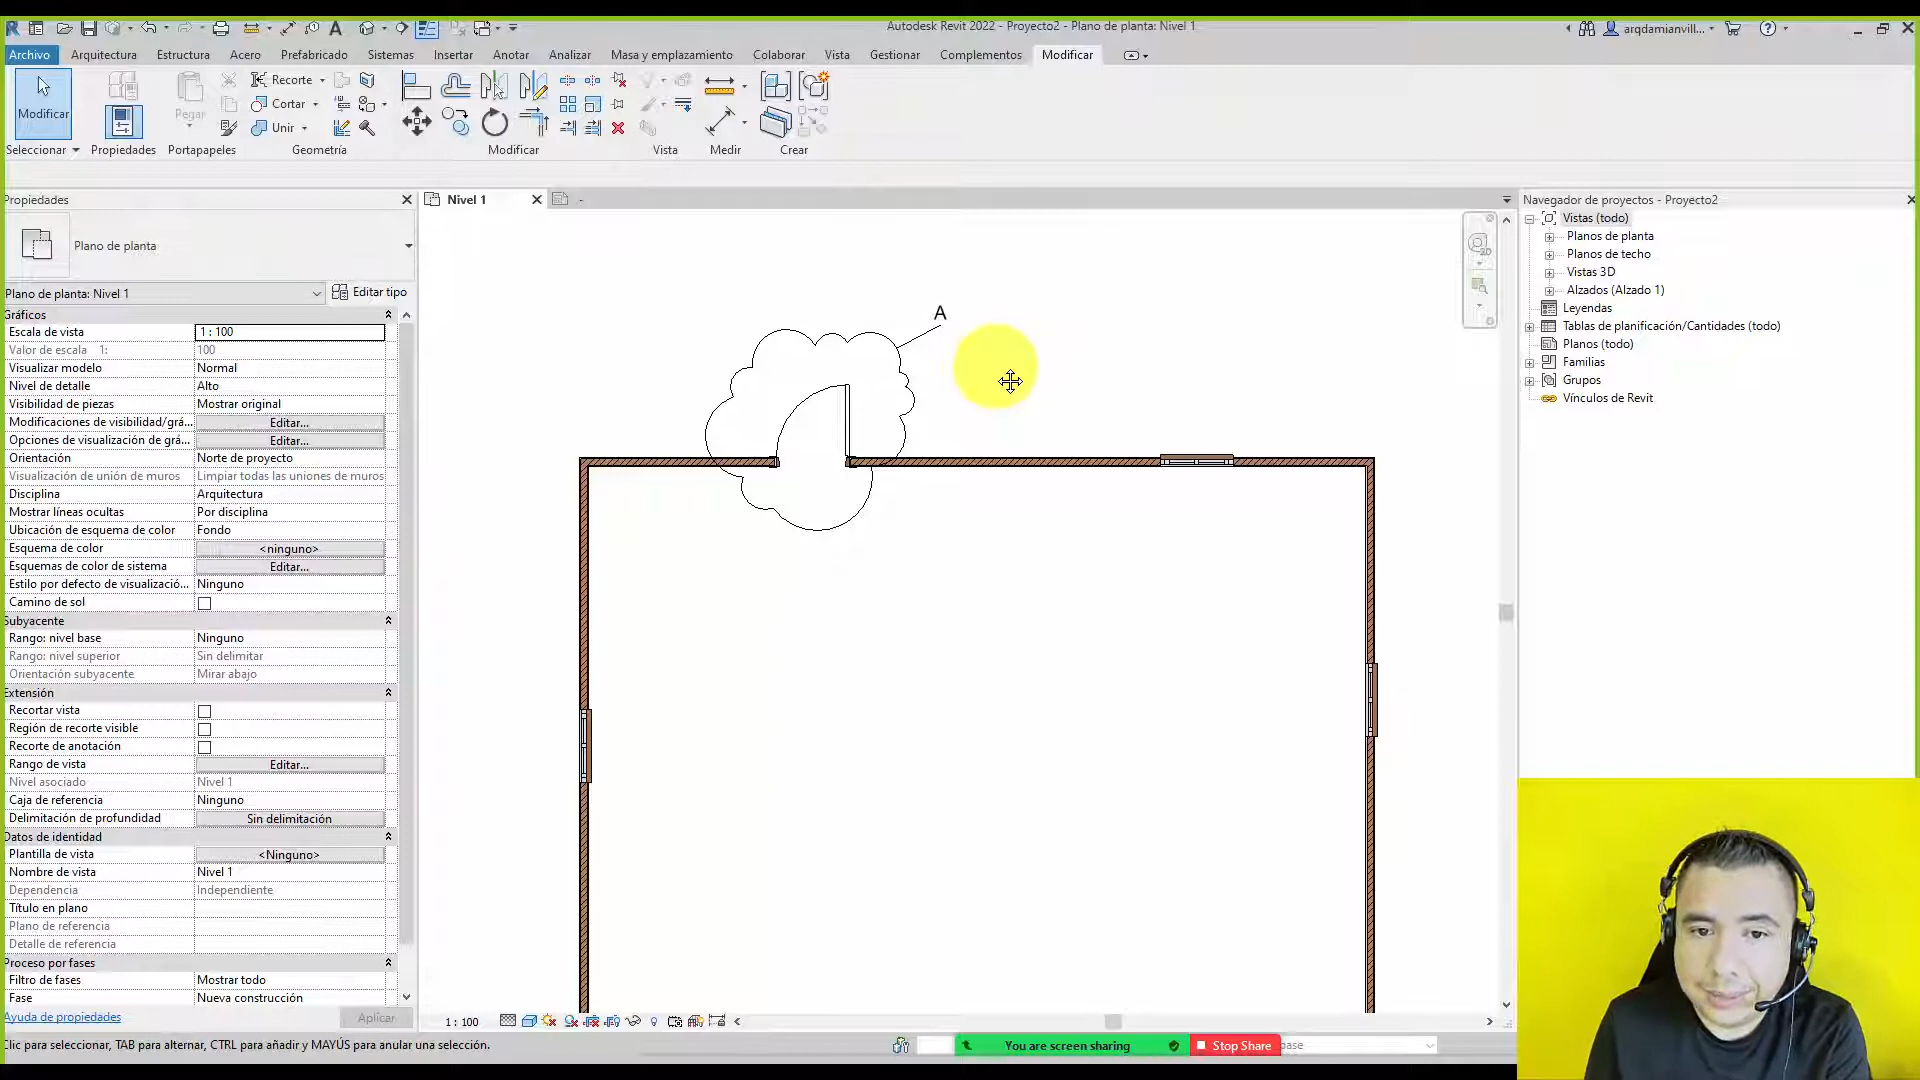 Autodesk Revit 2022 - Proyecto2 - Plano de planta: Nivel 1
arqdamianvill...
Archivo Arquitectura Estructura Acero Prefabricado Sistemas Insertar Anotar Analizar Masa y emplazamiento Colaborar Vista Gestionar Complementos Modificar
Modificar Pegar Recorte
Cortar
Unir
Seleccionar Propiedades Portapapeles Geometría Modificar Vista Medir Crear
Propiedades
Plano de planta
Plano de planta: Nivel 1 Editar tipo
Gráficos
Escala de vista 1 : 100
Valor de escala 1: 100
Visualizar modelo Normal
Nivel de detalle Alto
Visibilidad de piezas Mostrar original
Modificaciones de visibilidad/grá... Editar...
Opciones de visualización de grá... Editar...
Orientación Norte de proyecto
Visualización de unión de muros Limpiar todas las uniones de muros
Disciplina Arquitectura
Mostrar líneas ocultas Por disciplina
Ubicación de esquema de color Fondo
Esquema de color <ninguno>
Esquemas de color de sistema Editar...
Estilo por defecto de visualizació... Ninguno
Camino de sol
Subyacente
Rango: nivel base Ninguno
Rango: nivel superior Sin delimitar
Orientación subyacente Mirar abajo
Extensión
Recortar vista
Región de recorte visible
Recorte de anotación
Rango de vista Editar...
Nivel asociado Nivel 1
Caja de referencia Ninguno
Delimitación de profundidad Sin delimitación
Datos de identidad
Plantilla de vista <Ninguno>
Nombre de vista Nivel 1
Dependencia Independiente
Título en plano
Plano de referencia
Detalle de referencia
Proceso por fases
Filtro de fases Mostrar todo
Fase Nueva construcción
Ayuda de propiedades Aplicar
Nivel 1 -
A
1 : 100
Navegador de proyectos - Proyecto2
Vistas (todo)
Planos de planta
Planos de techo
Vistas 3D
Alzados (Alzado 1)
Leyendas
Tablas de planificación/Cantidades (todo)
Planos (todo)
Familias
Grupos
Vínculos de Revit
Clic para seleccionar, TAB para alternar, CTRL para añadir y MAYÚS para anular una selección.
You are screen sharing Stop Share